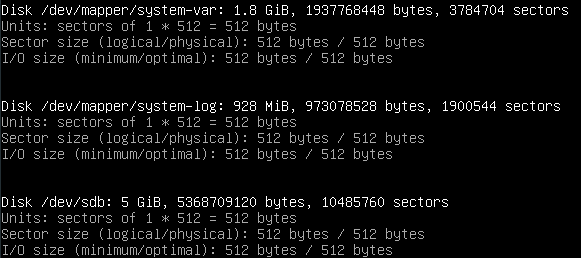 Disk /dev/mapper/system-var: 1.8 GiB, 1937768448 bytes, 3784704 sectors
Units: sectors of 1 * 512 = 512 bytes
Sector size (logical/physical): 512 bytes / 512 bytes
I/O size (minimum/optimal): 512 bytes / 512 bytes
Disk /dev/mapper/system-log: 928 MiB, 973078528 bytes, 1900544 sectors
Units: sectors of 1 * 512 = 512 bytes
Sector size (logical/physical): 512 bytes / 512 bytes
I/O size (minimum/optimal): 512 bytes / 512 bytes
Disk /dev/sdb: 5 GiB, 5368709120 bytes, 10485760 sectors
Units: sectors of 1 * 512 = 512 bytes
Sector size (logical/physical): 512 bytes / 512 bytes
I/O size (minimum/optimal): 512 bytes / 512 bytes